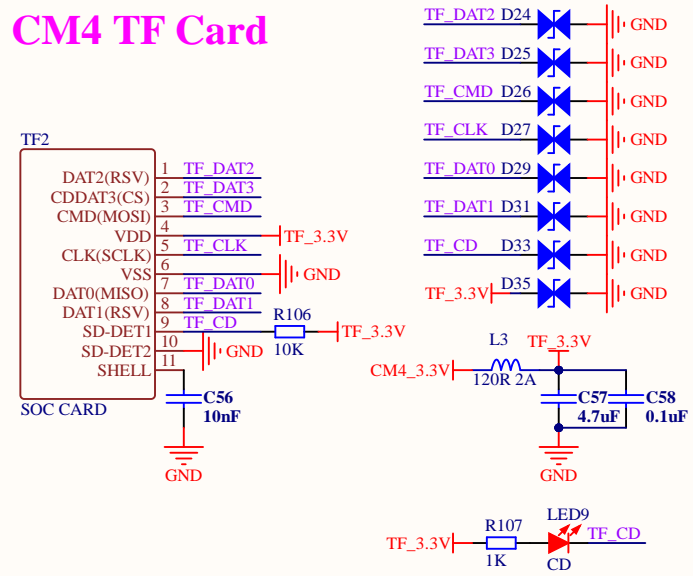 CM4 TF Card
TF_DAT2 D24 GND
TF_DAT3 D25 GND
TF_CMD D26 GND
TF_CLK D27 GND
TF_DAT0 D29 GND
TF_DAT1 D31 GND
TF_CD D33 GND
TF_3.3V D35 GND
TF2
DAT2(RSV) 1 TF_DAT2
CDDAT3(CS) 2 TF_DAT3
CMD(MOSI) 3 TF_CMD
VDD 4 TF_3.3V
CLK(SCLK) 5 TF_CLK
VSS 6 GND
DAT0(MISO) 7 TF_DAT0
DAT1(RSV) 8 TF_DAT1
SD-DET1 9 TF_CD R106 10K TF_3.3V
SD-DET2 10 GND
SHELL 11
SOC CARD
C56
10nF
GND
L3 TF_3.3V
CM4_3.3V 120R 2A
C57 C58
4.7uF 0.1uF
GND
LED9
TF_3.3V R107 TF_CD
1K CD